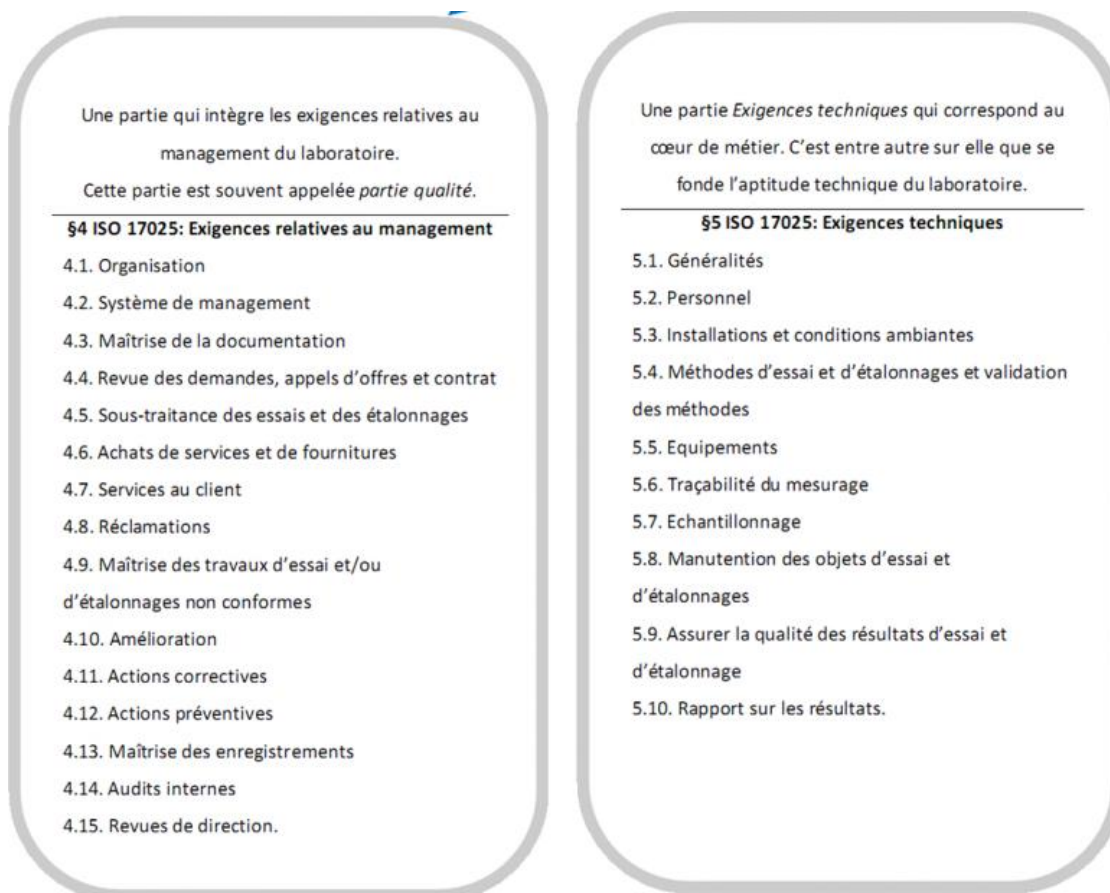 Une partie qui intègre les exigences relatives au
management du laboratoire.
Cette partie est souvent appelée partie qualité.
§4 ISO 17025: Exigences relatives au management
4.1. Organisation
4.2. Système de management
4.3. Maîtrise de la documentation
4.4. Revue des demandes, appels d’offres et contrat
4.5. Sous-traitance des essais et des étalonnages
4.6. Achats de services et de fournitures
4.7. Services au client
4.8. Réclamations
4.9. Maîtrise des travaux d’essai et/ou
d’étalonnages non conformes
4.10. Amélioration
4.11. Actions correctives
4.12. Actions préventives
4.13. Maîtrise des enregistrements
4.14. Audits internes
4.15. Revues de direction.
Une partie Exigences techniques qui correspond au
cœur de métier. C’est entre autre sur elle que se
fonde l’aptitude technique du laboratoire.
§5 ISO 17025: Exigences techniques
5.1. Généralités
5.2. Personnel
5.3. Installations et conditions ambiantes
5.4. Méthodes d’essai et d’étalonnages et validation
des méthodes
5.5. Equipements
5.6. Traçabilité du mesurage
5.7. Echantillonnage
5.8. Manutention des objets d’essai et
d’étalonnages
5.9. Assurer la qualité des résultats d’essai et
d’étalonnage
5.10. Rapport sur les résultats.